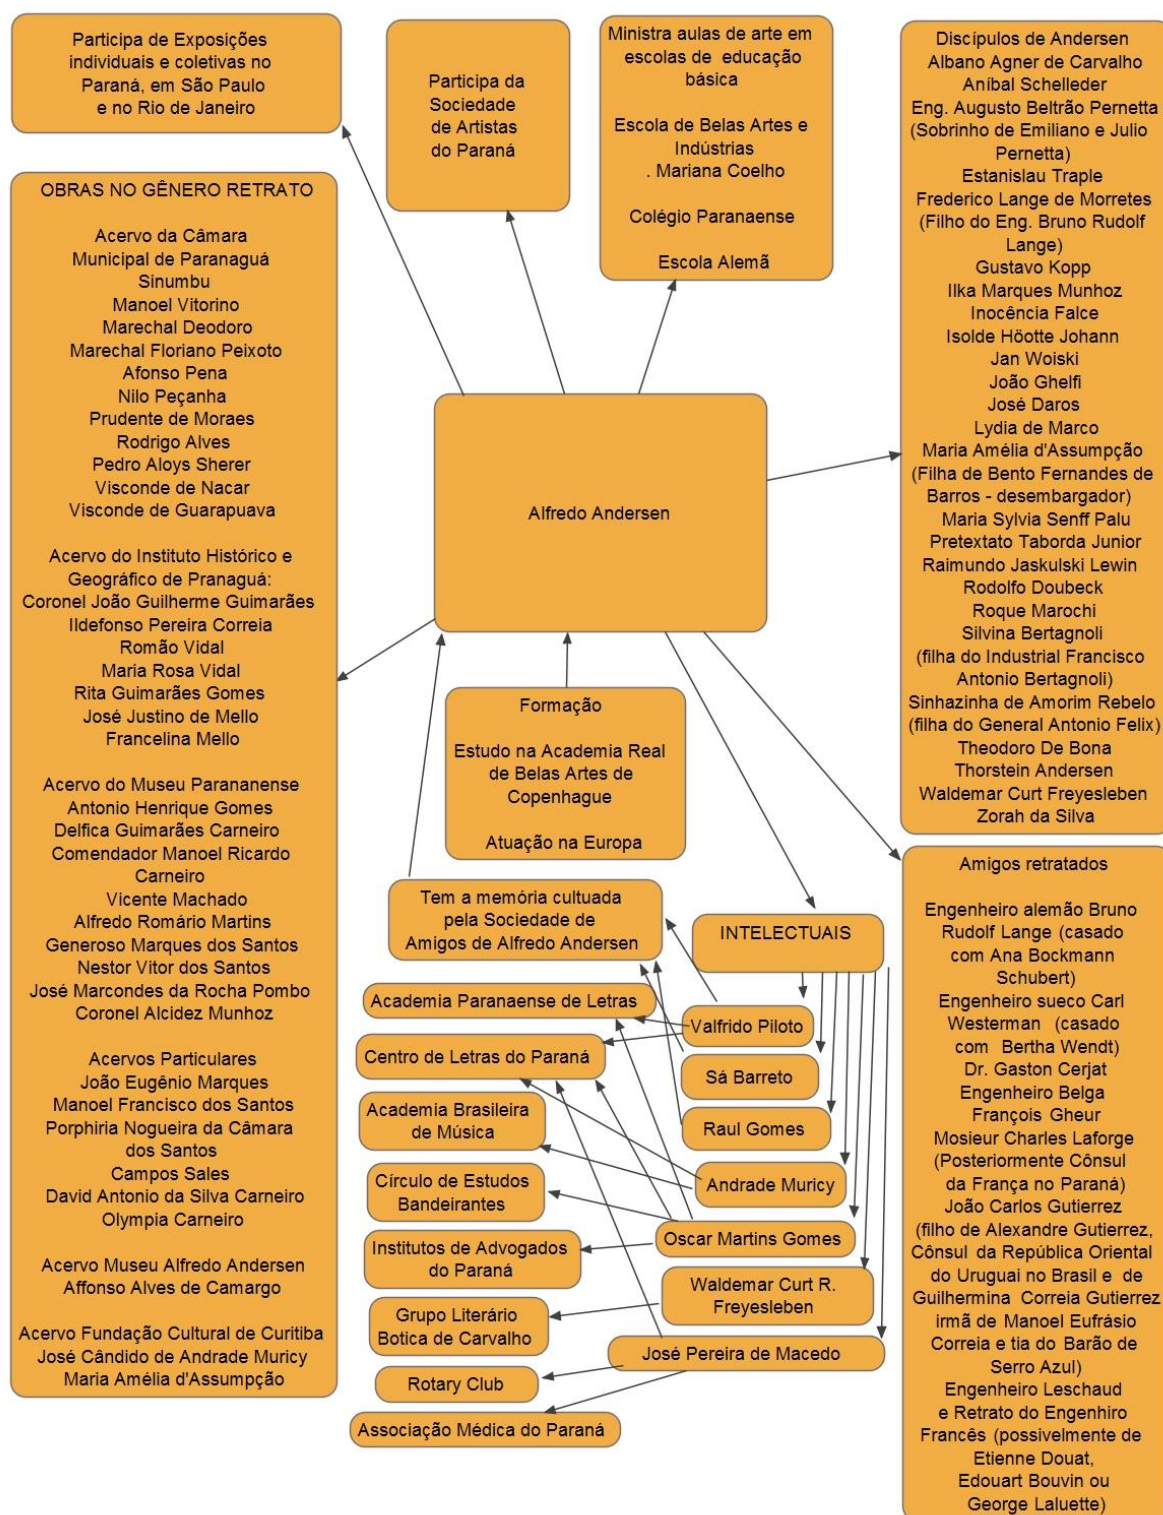 Participa de Exposições
individuais e coletivas no
Paraná, em São Paulo
e no Rio de Janeiro
Participa da
Sociedade
de Artistas
do Paraná
Ministra aulas de arte em
escolas de educação
básica
Escola de Belas Artes e
Indústrias
. Mariana Coelho
Colégio Paranaense
Escola Alemã
Discípulos de Andersen
Albano Agner de Carvalho
Aníbal Schelleder
Eng. Augusto Beltrão Pernetta
(Sobrinho de Emiliano e Julio
Pernetta)
Estanislau Traple
Frederico Lange de Morretes
(Filho do Eng. Bruno Rudolf
Lange)
Gustavo Kopp
Ilka Marques Munhoz
Inocência Falce
Isolde Höotte Johann
Jan Woiski
João Ghelfi
José Daros
Lydia de Marco
Maria Amélia d'Assumpção
(Filha de Bento Fernandes de
Barros - desembargador)
Maria Sylvia Senff Palu
Pretextato Taborda Junior
Raimundo Jaskulski Lewin
Rodolfo Doubeck
Roque Marochi
Silvina Bertagnoli
(filha do Industrial Francisco
Antonio Bertagnoli)
Sinhazinha de Amorim Rebelo
(filha do General Antonio Felix)
Theodoro De Bona
Thorstein Andersen
Waldemar Curt Freyesleben
Zorah da Silva
OBRAS NO GÊNERO RETRATO
Acervo da Câmara
Municipal de Paranaguá
Sinumbu
Manoel Vitorino
Marechal Deodoro
Marechal Floriano Peixoto
Afonso Pena
Nilo Peçanha
Prudente de Moraes
Rodrigo Alves
Pedro Aloys Sherer
Visconde de Nacar
Visconde de Guarapuava
Acervo do Instituto Histórico e
Geográfico de Pranaguá:
Coronel João Guilherme Guimarães
Ildefonso Pereira Correia
Romão Vidal
Maria Rosa Vidal
Rita Guimarães Gomes
José Justino de Mello
Francelina Mello
Acervo do Museu Parananense
Antonio Henrique Gomes
Delfica Guimarães Carneiro
Comendador Manoel Ricardo
Carneiro
Vicente Machado
Alfredo Romário Martins
Generoso Marques dos Santos
Nestor Vitor dos Santos
José Marcondes da Rocha Pombo
Coronel Alcidez Munhoz
Acervos Particulares
João Eugênio Marques
Manoel Francisco dos Santos
Porphiria Nogueira da Câmara
dos Santos
Campos Sales
David Antonio da Silva Carneiro
Olympia Carneiro
Acervo Museu Alfredo Andersen
Affonso Alves de Camargo
Acervo Fundação Cultural de Curitiba
José Cândido de Andrade Muricy
Maria Amélia d'Assumpção
Alfredo Andersen
Formação
Estudo na Academia Real
de Belas Artes de
Copenhague
Atuação na Europa
Tem a memória cultuada
pela Sociedade de
Amigos de Alfredo Andersen
INTELECTUAIS
Academia Paranaense de Letras
Valfrido Piloto
Centro de Letras do Paraná
Sá Barreto
Academia Brasileira
de Música
Raul Gomes
Círculo de Estudos
Bandeirantes
Andrade Muricy
Institutos de Advogados
do Paraná
Oscar Martins Gomes
Waldemar Curt R.
Freyesleben
Grupo Literário
Botica de Carvalho
José Pereira de Macedo
Rotary Club
Associação Médica do Paraná
Amigos retratados
Engenheiro alemão Bruno
Rudolf Lange (casado
com Ana Bockmann
Schubert)
Engenheiro sueco Carl
Westerman (casado
com Bertha Wendt)
Dr. Gaston Cerjat
Engenheiro Belga
François Gheur
Mosieur Charles Laforge
(Posteriormente Cônsul
da França no Paraná)
João Carlos Gutierrez
(filho de Alexandre Gutierrez,
Cônsul da República Oriental
do Uruguai no Brasil e de
Guilhermina Correia Gutierrez
irmã de Manoel Eufrásio
Correia e tia do Barão de
Serro Azul)
Engenheiro Leschaud
e Retrato do Engenhiro
Francês (possivelmente de
Etienne Douat,
Edouart Bouvin ou
George Laluette)